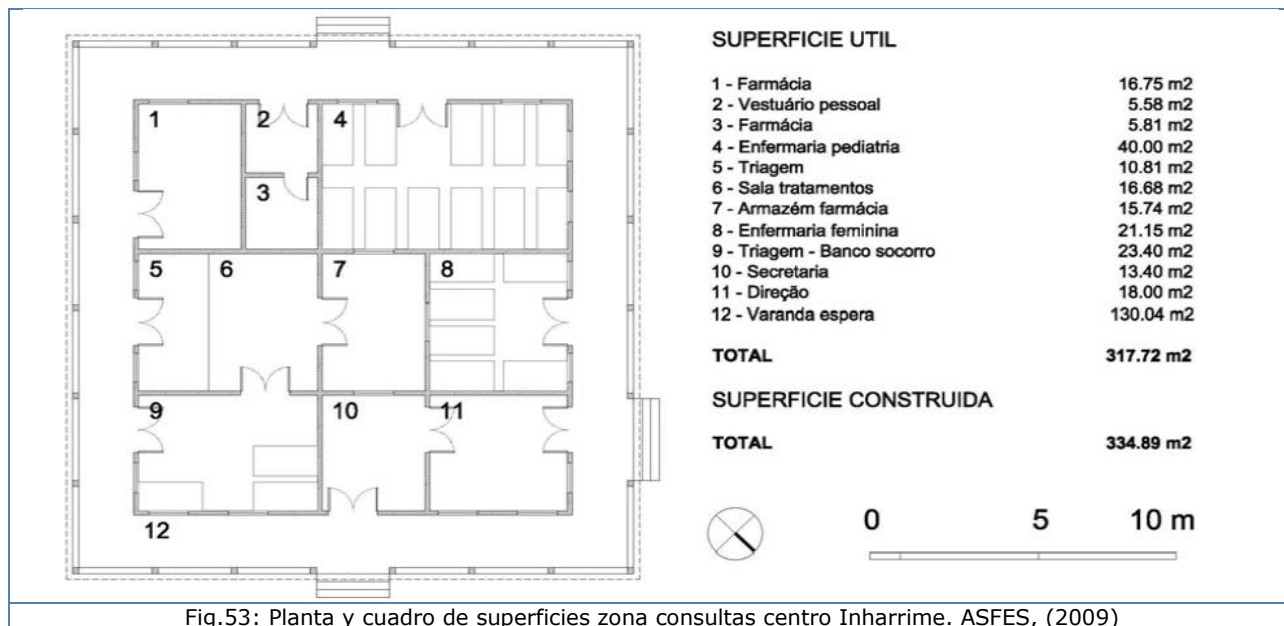 1
2
4
3
5
6
7
8
9
10
11
12
SUPERFICIE UTIL
1 - Farmácia 16.75 m2
2 - Vestuário pessoal 5.58 m2
3 - Farmácia 5.81 m2
4 - Enfermaria pediatria 40.00 m2
5 - Triagem 10.81 m2
6 - Sala tratamentos 16.68 m2
7 - Armazém farmácia 15.74 m2
8 - Enfermaria feminina 21.15 m2
9 - Triagem - Banco socorro 23.40 m2
10 - Secretaria 13.40 m2
11 - Direção 18.00 m2
12 - Varanda espera 130.04 m2
TOTAL 317.72 m2
SUPERFICIE CONSTRUIDA
TOTAL 334.89 m2
0 5 10 m
Fig.53: Planta y cuadro de superficies zona consultas centro Inharrime. ASFES, (2009)